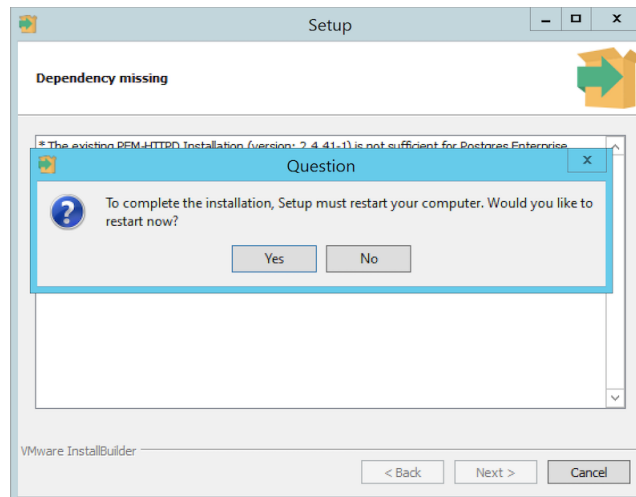 Setup
Dependency missing
* The existing PEM-HTTPD Installation (version: 2.4.41-1) is not sufficient for Postgres Enterprise
Question
To complete the installation, Setup must restart your computer. Would you like to
restart now?
Yes
No
VMware InstallBuilder
< Back
Next >
Cancel